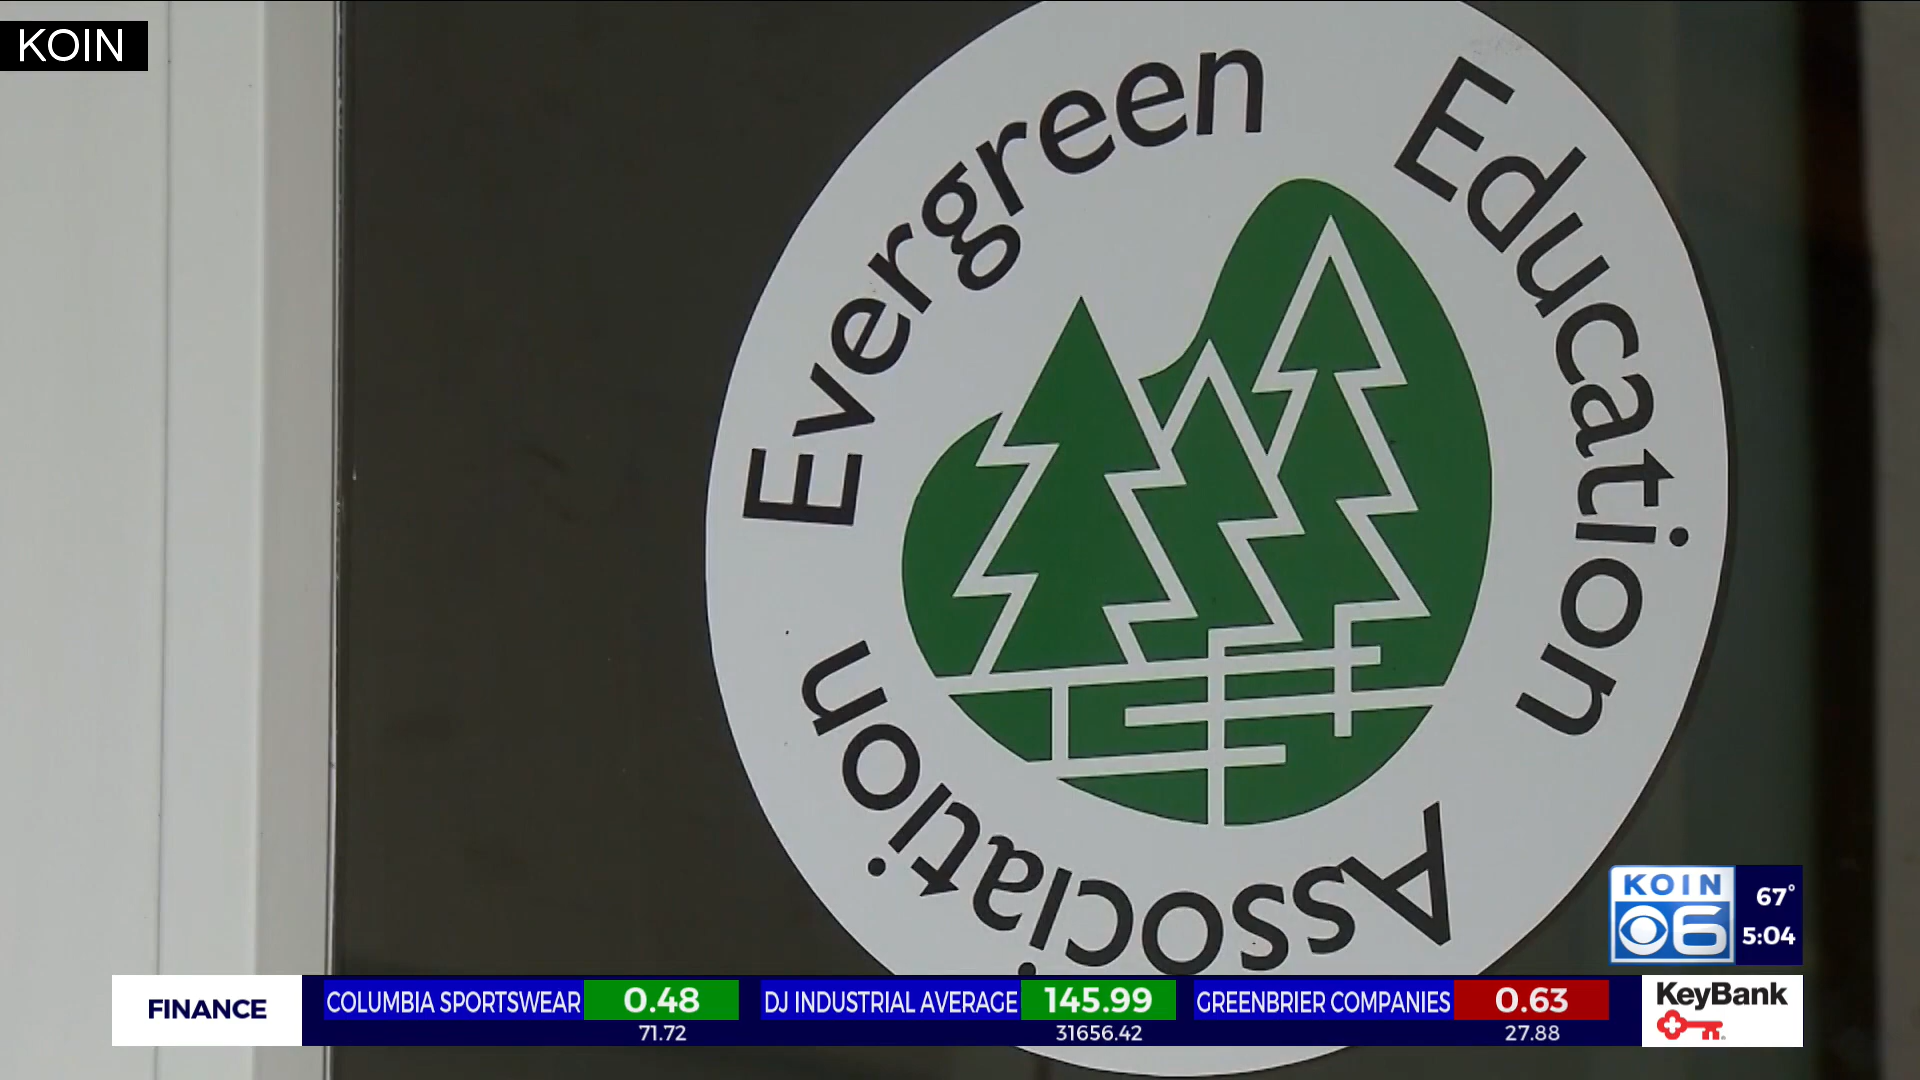 KOIN
Evergreen Education
Association
KOIN
6
67°
5:04
FINANCE
COLUMBIA SPORTSWEAR 0.48
71.72
DJ INDUSTRIAL AVERAGE 145.99
31656.42
GREENBRIER COMPANIES 0.63
27.88
KeyBank